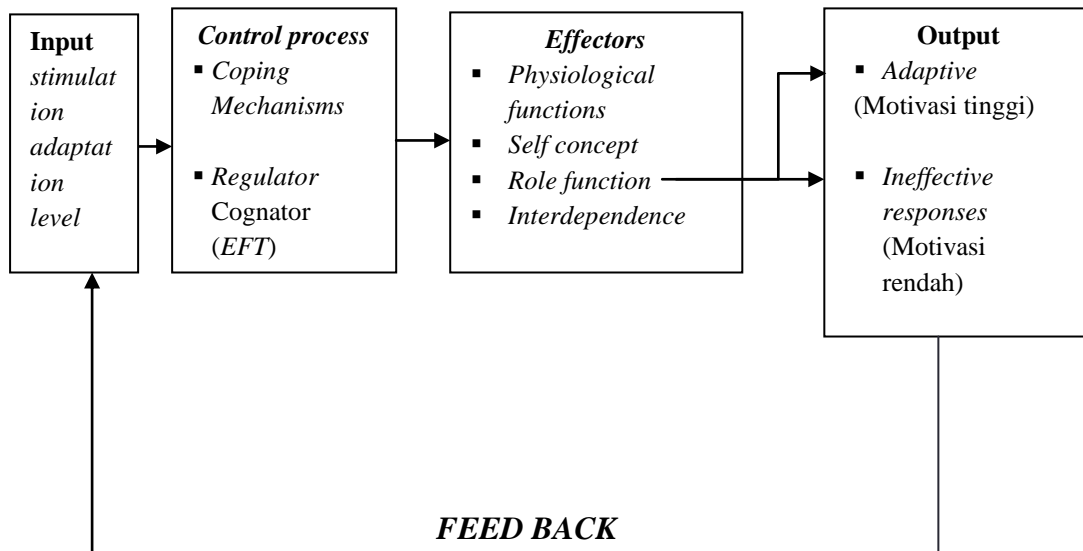 Input
stimulat
ion
adaptat
ion
level
Control process
▪ Coping
Mechanisms
▪ Regulator
Cognator
(EFT)
Effectors
▪ Physiological
functions
▪ Self concept
▪ Role function
▪ Interdependence
Output
▪ Adaptive
(Motivasi tinggi)
▪ Ineffective
responses
(Motivasi
rendah)
FEED BACK